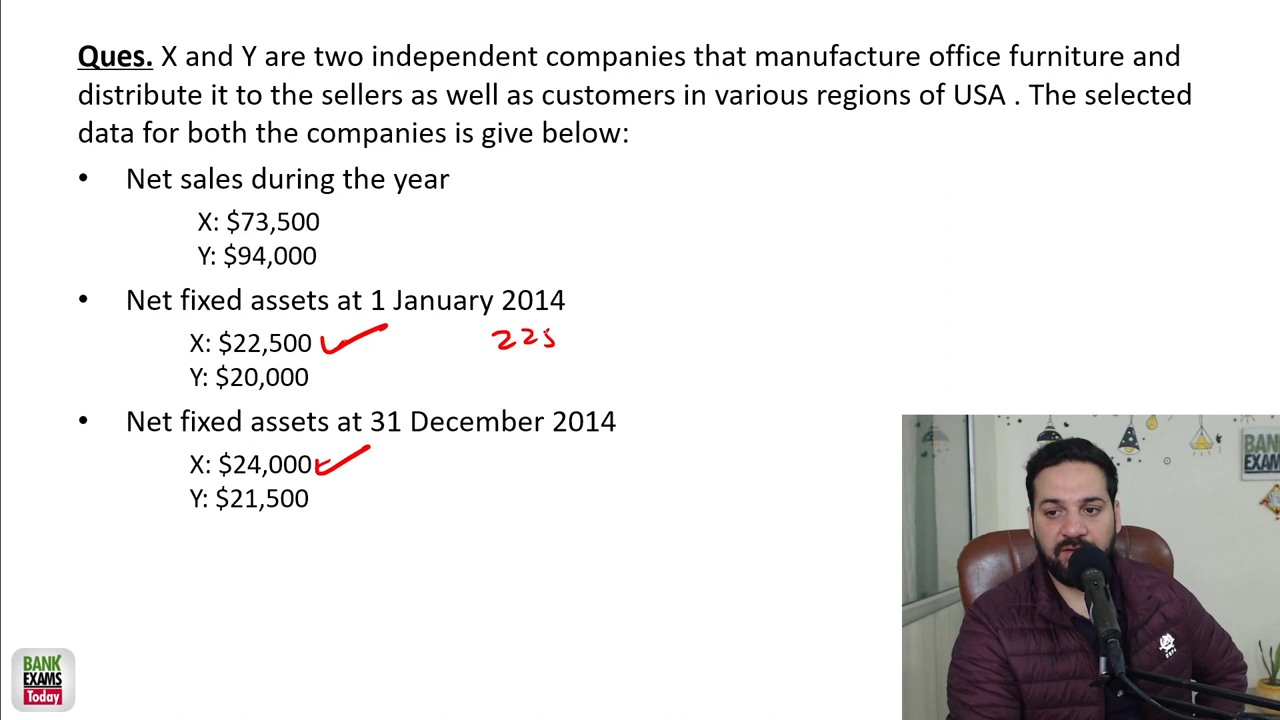 Ques. X and Y are two independent companies that manufacture office furniture and
distribute it to the sellers as well as customers in various regions of USA . The selected
data for both the companies is give below:
• Net sales during the year
X: $73,500
Y: $94,000
• Net fixed assets at 1 January 2014
X: $22,500
225
Y: $20,000
• Net fixed assets at 31 December 2014
X: $24,000
Y: $21,500
BANK
EXAMS
Today
BAN
EXAM